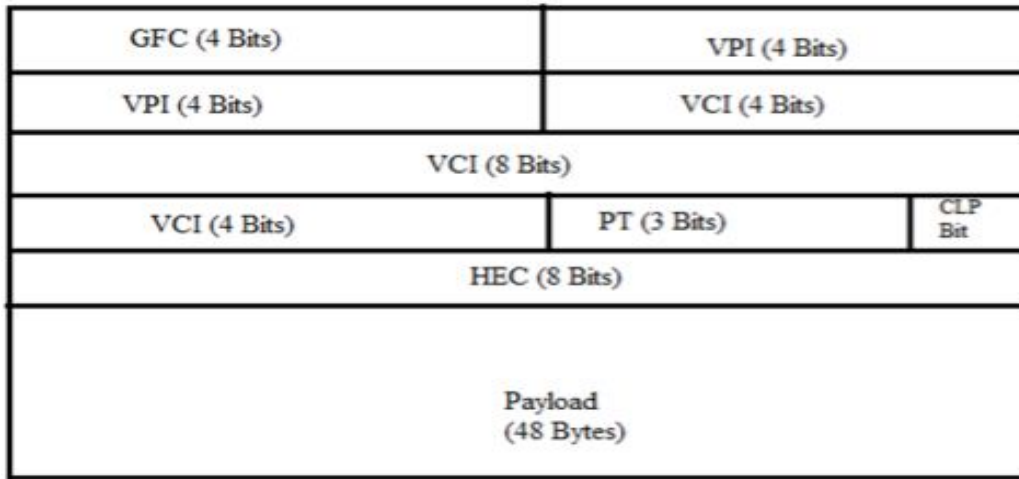 GFC (4 Bits)
VPI (4 Bits)
VPI (4 Bits)
VCI (4 Bits)
VCI (8 Bits)
VCI (4 Bits)
PT (3 Bits)
CLP
Bit
HEC (8 Bits)
Payload
(48 Bytes)